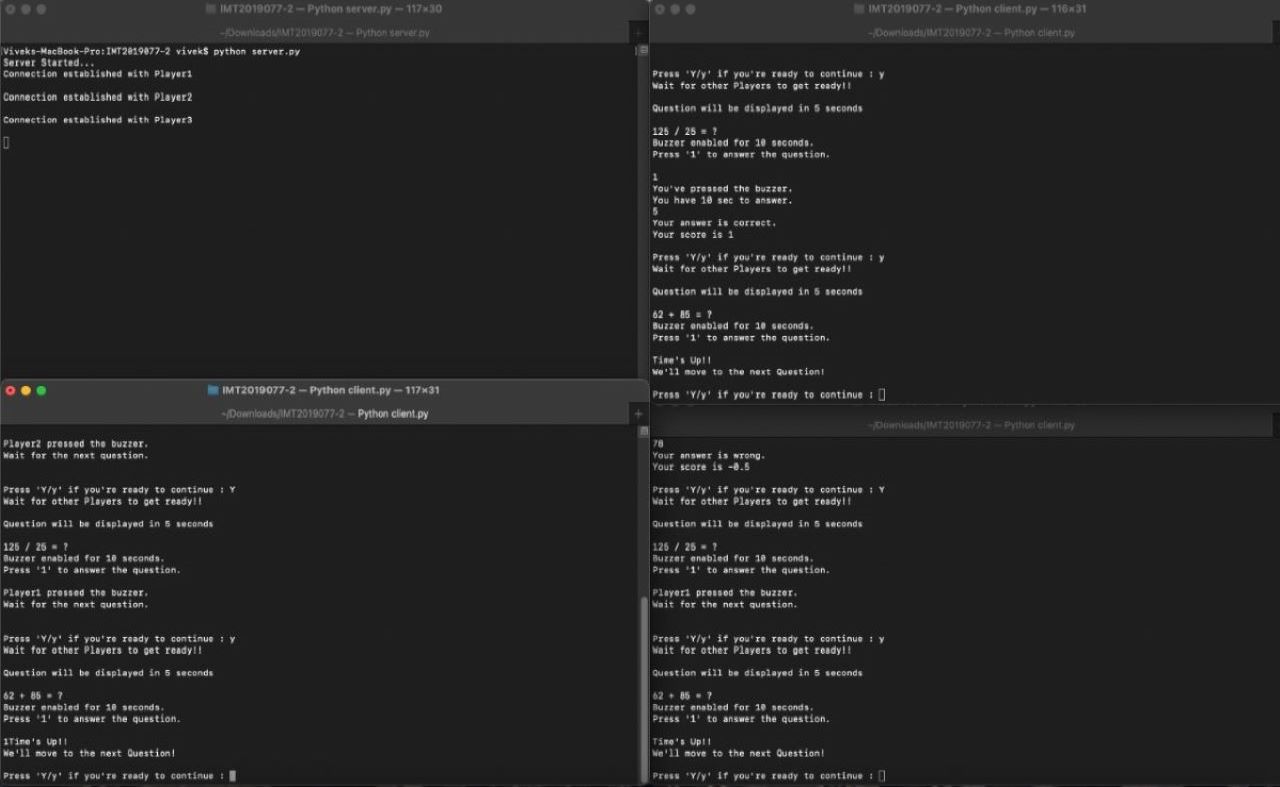 IMT2019077-2 — Python server.py — 117×30
~/Downloads/IMT2019077-2 — Python server.py
Viveks-MacBook-Pro:IMT2019077-2 vivek$ python server.py
Server Started...
Connection established with Player1
Connection established with Player2
Connection established with Player3
IMT2019077-2 — Python client.py — 116×31
~/Downloads/IMT2019077-2 — Python client.py
Press 'Y/y' if you're ready to continue : y
Wait for other Players to get ready!!
Question will be displayed in 5 seconds
125 / 25 = ?
Buzzer enabled for 10 seconds.
Press '1' to answer the question.
1
You've pressed the buzzer.
You have 10 sec to answer.
5
Your answer is correct.
Your score is 1
Press 'Y/y' if you're ready to continue : y
Wait for other Players to get ready!!
Question will be displayed in 5 seconds
62 + 85 = ?
Buzzer enabled for 10 seconds.
Press '1' to answer the question.
Time's Up!!
We'll move to the next Question!
Press 'Y/y' if you're ready to continue :
IMT2019077-2 — Python client.py — 117×31
~/Downloads/IMT2019077-2 — Python client.py
Player2 pressed the buzzer.
Wait for the next question.
Press 'Y/y' if you're ready to continue : Y
Wait for other Players to get ready!!
Question will be displayed in 5 seconds
125 / 25 = ?
Buzzer enabled for 10 seconds.
Press '1' to answer the question.
Player1 pressed the buzzer.
Wait for the next question.
Press 'Y/y' if you're ready to continue : y
Wait for other Players to get ready!!
Question will be displayed in 5 seconds
62 + 85 = ?
Buzzer enabled for 10 seconds.
Press '1' to answer the question.
1Time's Up!!
We'll move to the next Question!
Press 'Y/y' if you're ready to continue :
~/Downloads/IMT2019077-2 — Python client.py
78
Your answer is wrong.
Your score is -0.5
Press 'Y/y' if you're ready to continue : Y
Wait for other Players to get ready!!
Question will be displayed in 5 seconds
125 / 25 = ?
Buzzer enabled for 10 seconds.
Press '1' to answer the question.
Player1 pressed the buzzer.
Wait for the next question.
Press 'Y/y' if you're ready to continue : y
Wait for other Players to get ready!!
Question will be displayed in 5 seconds
62 + 85 = ?
Buzzer enabled for 10 seconds.
Press '1' to answer the question.
Time's Up!!
We'll move to the next Question!
Press 'Y/y' if you're ready to continue :